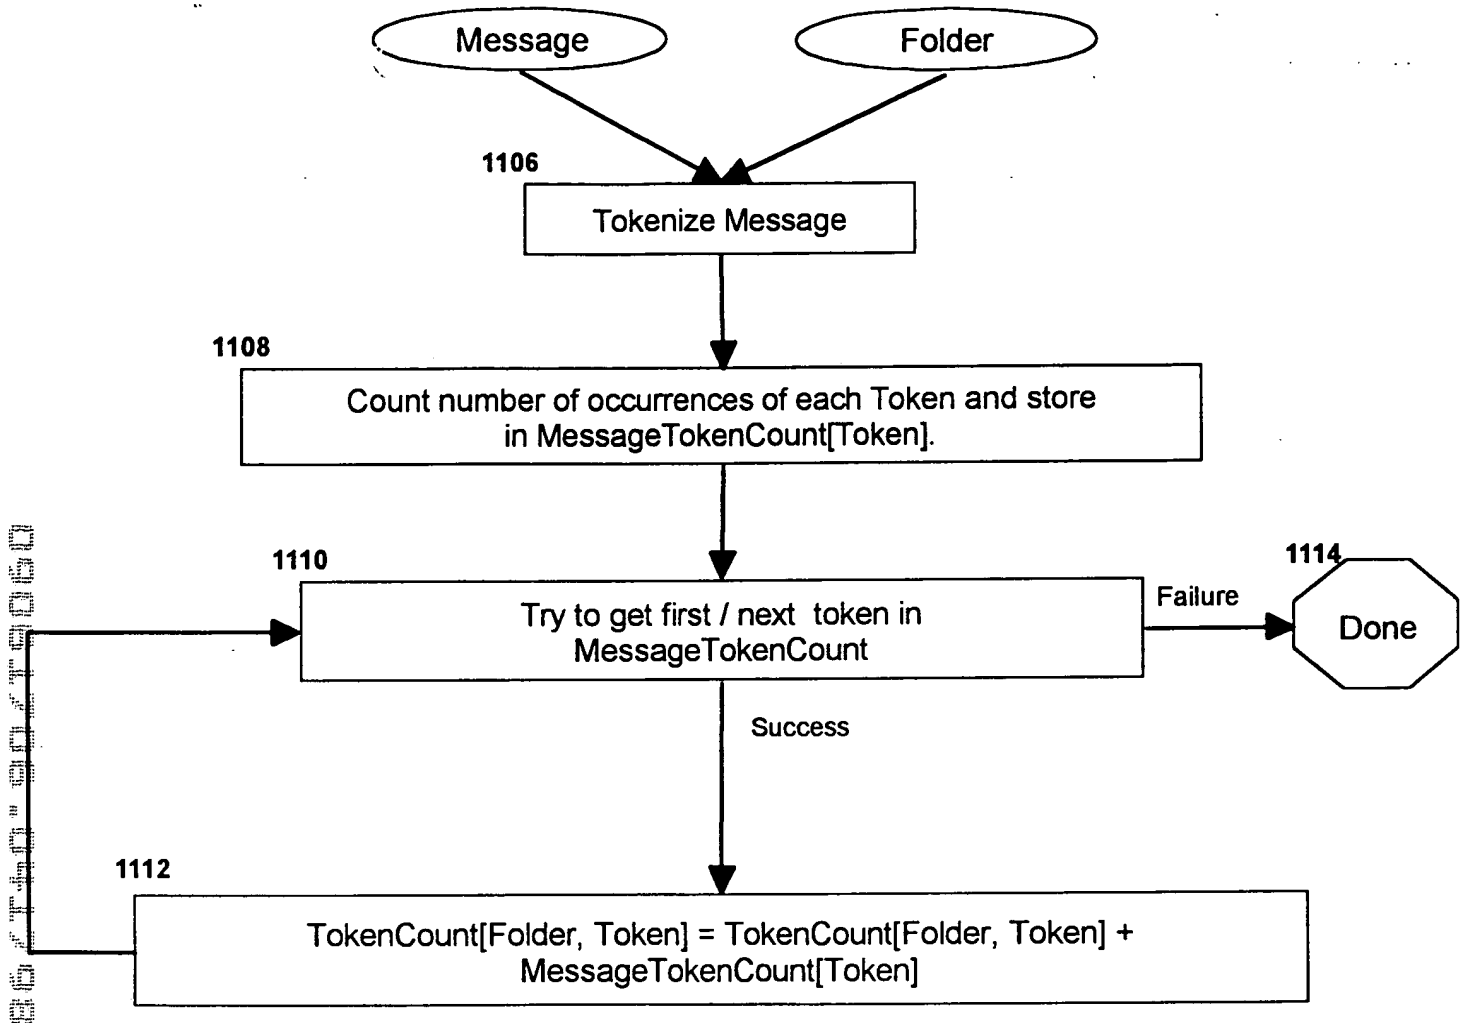 Message
Folder
1106
Tokenize Message
1108
Count number of occurrences of each Token and store
in MessageTokenCount[Token].
1110
Try to get first / next token in
MessageTokenCount
Failure
1114
Done
Success
1112
TokenCount[Folder, Token] = TokenCount[Folder, Token] +
MessageTokenCount[Token]